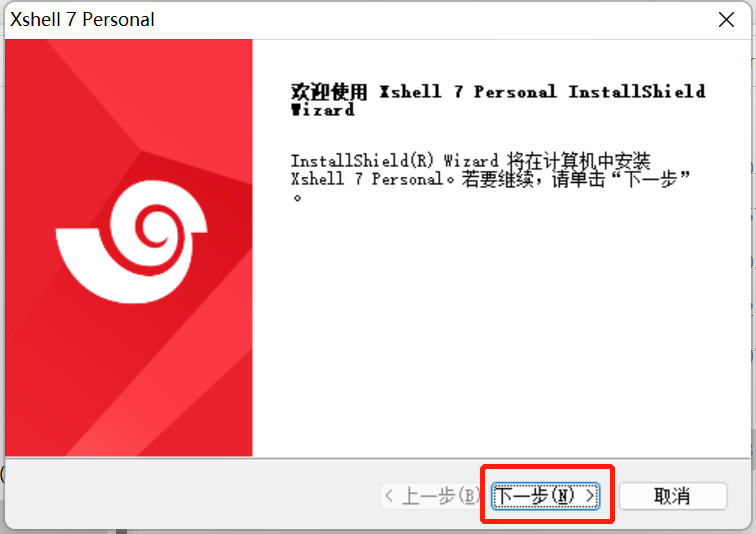 Xshell 7 Personal
欢迎使用 Xshell 7 Personal InstallShield
Wizard
InstallShield(R) Wizard 将在计算机中安装
Xshell 7 Personal。若要继续，请单击“下一步”
。
< 上一步(B)
下一步(N) >
取消